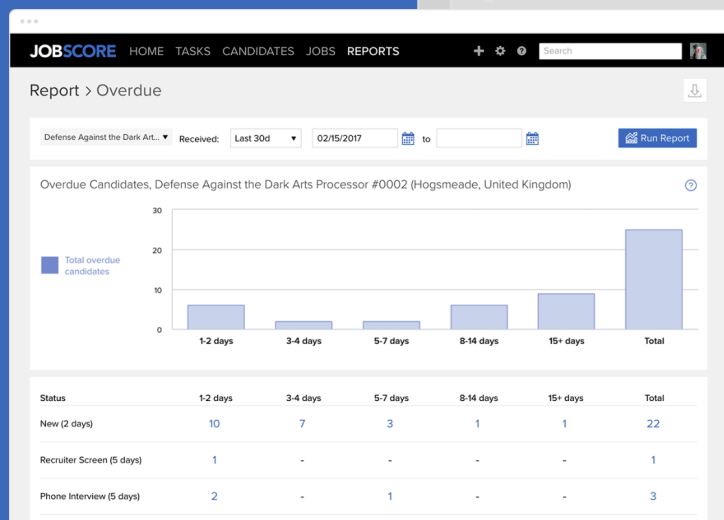 JOBSCORE HOME TASKS CANDIDATES JOBS REPORTS Search
Report > Overdue
Defense Against the Dark Art... Received: Last 30d 02/15/2017 to Run Report
Overdue Candidates, Defense Against the Dark Arts Processor #0002 (Hogsmeade, United Kingdom)
30
20
10
0
Total overdue
candidates
1-2 days 3-4 days 5-7 days 8-14 days 15+ days Total
Status 1-2 days 3-4 days 5-7 days 8-14 days 15+ days Total
New (2 days) 10 7 3 1 1 22
Recruiter Screen (5 days) 1 - - - - 1
Phone Interview (5 days) 2 - 1 - - 3